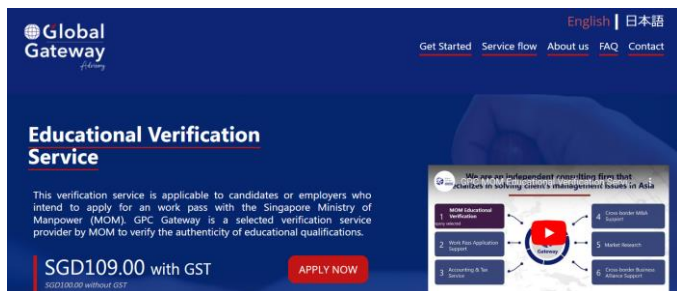 English | 日本語
Global
Gateway
Advisory
Get Started Service flow About us FAQ Contact
Educational Verification
Service
This verification service is applicable to candidates or employers who
intend to apply for an work pass with the Singapore Ministry of
Manpower (MOM). GPC Gateway is a selected verification service
provider by MOM to verify the authenticity of educational qualifications.
SGD109.00 with GST
SGD100.00 without GST
APPLY NOW
We are an independent consulting firm that
specializes in solving client's management issues in Asia
GPC MOM Educational Verification
1 MOM Educational
Verification
2 Work Pass Application
Support
3 Accounting & Tax
Service
Gateway
4 Cross-border M&A
Support
5 Market Research
6 Cross-border Business
Alliance Support